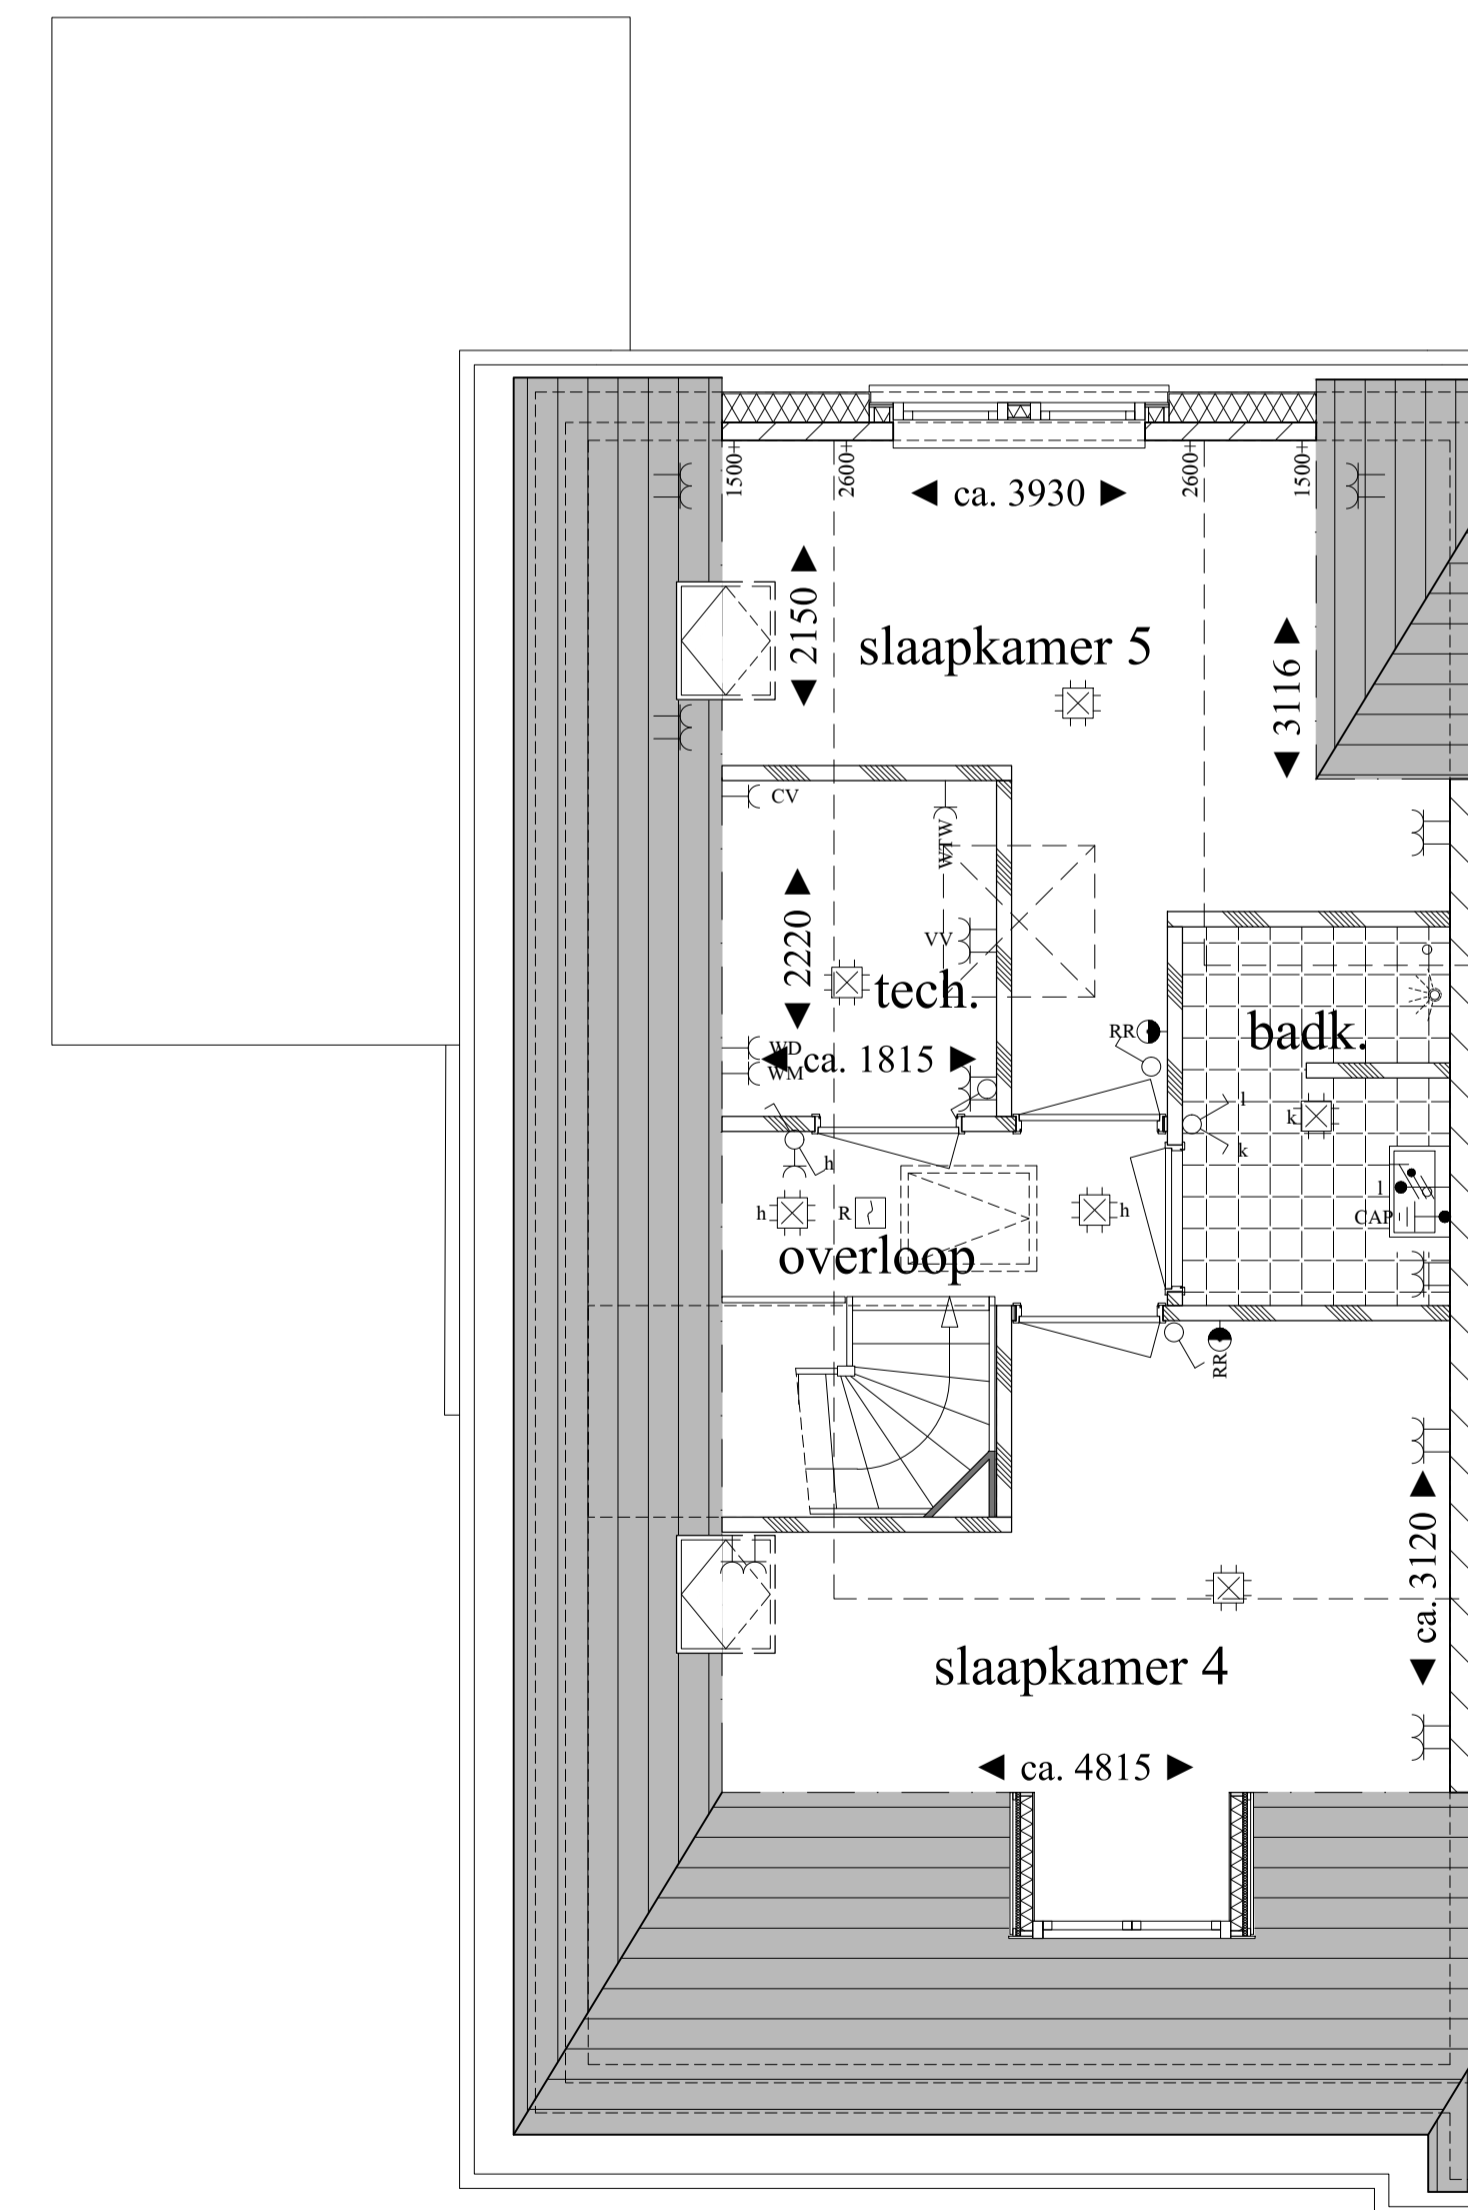 1500+
2600+
2600+
1500+
ca. 3930
2150
slaapkamer 5
3116
CV
WTW
2220
VV
tech.
RR
badk.
WD
ca. 1815
WM
l
k
k
h
l
h
R
h
CAP
overloop
RR
ca. 3120
slaapkamer 4
ca. 4815